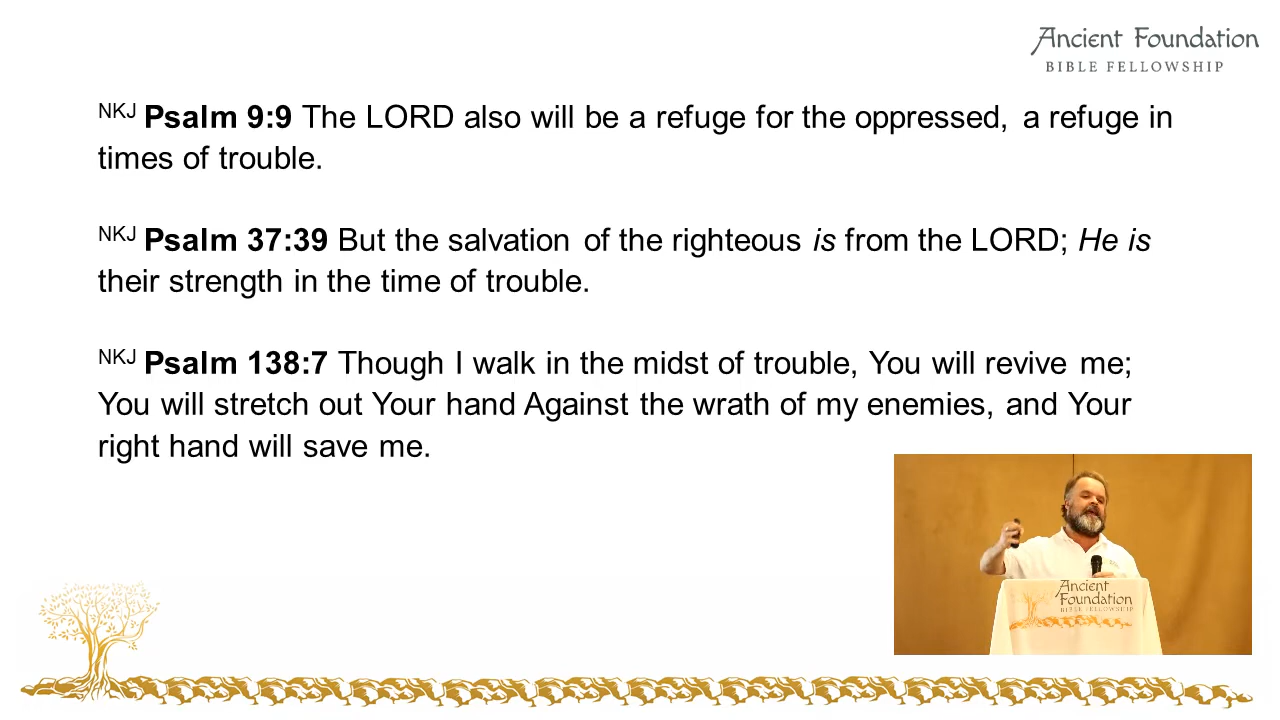 Ancient Foundation
BIBLE FELLOWSHIP
NKJ Psalm 9:9 The LORD also will be a refuge for the oppressed, a refuge in
times of trouble.
NKJ Psalm 37:39 But the salvation of the righteous is from the LORD; He is
their strength in the time of trouble.
NKJ Psalm 138:7 Though I walk in the midst of trouble, You will revive me;
You will stretch out Your hand Against the wrath of my enemies, and Your
right hand will save me.
Ancient
Foundation
BIBLE FELLOWSHIP